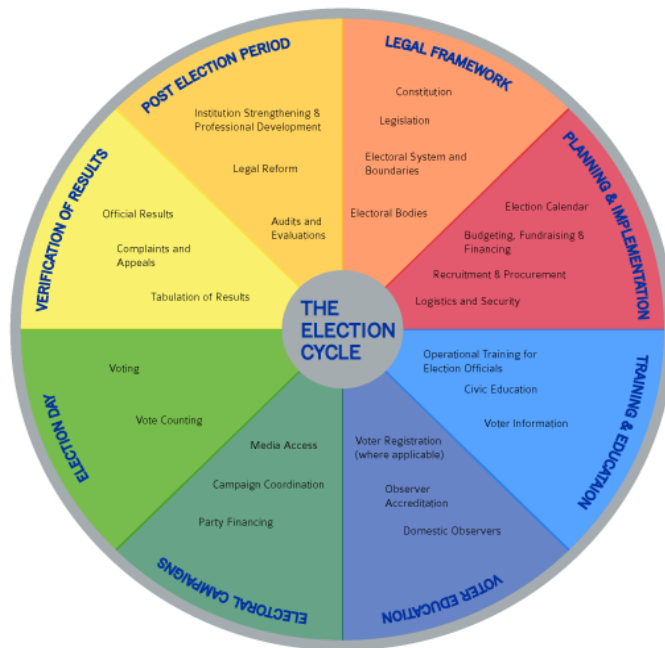 THE
ELECTION
CYCLE
LEGAL FRAMEWORK
Constitution
Legislation
Electoral System and
Boundaries
Electoral Bodies
PLANNING & IMPLEMENTATION
Election Calendar
Budgeting, Fundraising &
Financing
Recruitment & Procurement
Logistics and Security
TRAINING & EDUCATAION
Operational Training for
Election Officials
Civic Education
Voter Information
VOTER EDUCATION
Voter Registration
(where applicable)
Observer
Accreditation
Domestic Observers
ELECTORAL CAMPAIGNS
Media Access
Campaign Coordination
Party Financing
ELECTION DAY
Voting
Vote Counting
VERIFICATION OF RESULTS
Official Results
Complaints and
Appeals
Tabulation of Results
POST ELECTION PERIOD
Institution Strengthening &
Professional Development
Legal Reform
Audits and
Evaluations